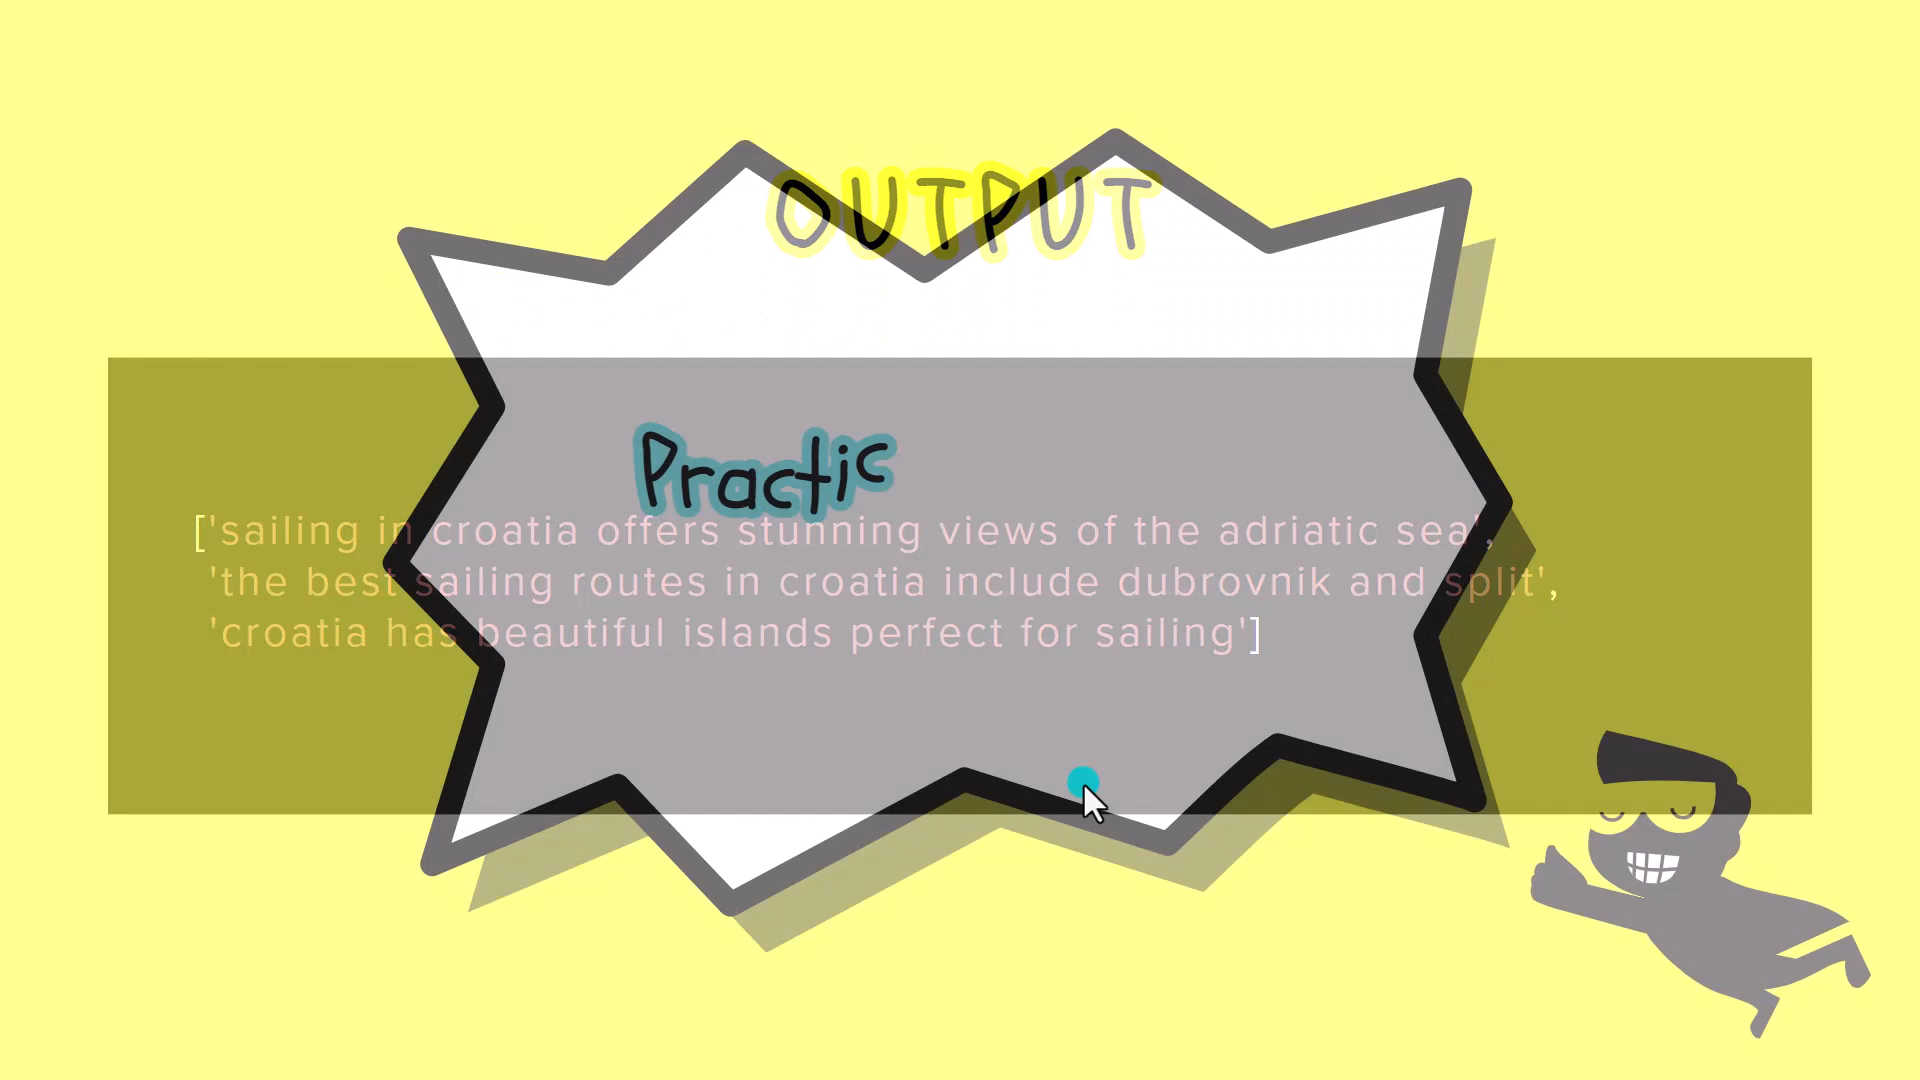 OUTPUT
Practic
['sailing in croatia offers stunning views of the adriatic sea',
'the best sailing routes in croatia include dubrovnik and split',
'croatia has beautiful islands perfect for sailing']